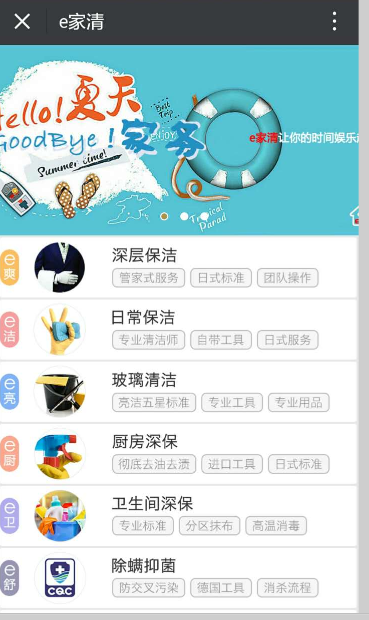 e家清
Hello!夏天
GoodBye!家务
Best
Trip
enjoy
Summer time!
e家清让你的时间娱乐
Tropical
Parad
e爽
深层保洁
管家式服务 日式标准 团队操作
e洁
日常保洁
专业清洁师 自带工具 日式服务
e亮
玻璃清洁
亮洁五星标准 专业工具 专业用品
e厨
厨房深保
彻底去油去渍 进口工具 日式标准
e卫
卫生间深保
专业标准 分区抹布 高温消毒
e舒
除螨抑菌
防交叉污染 德国工具 消杀流程
CQC